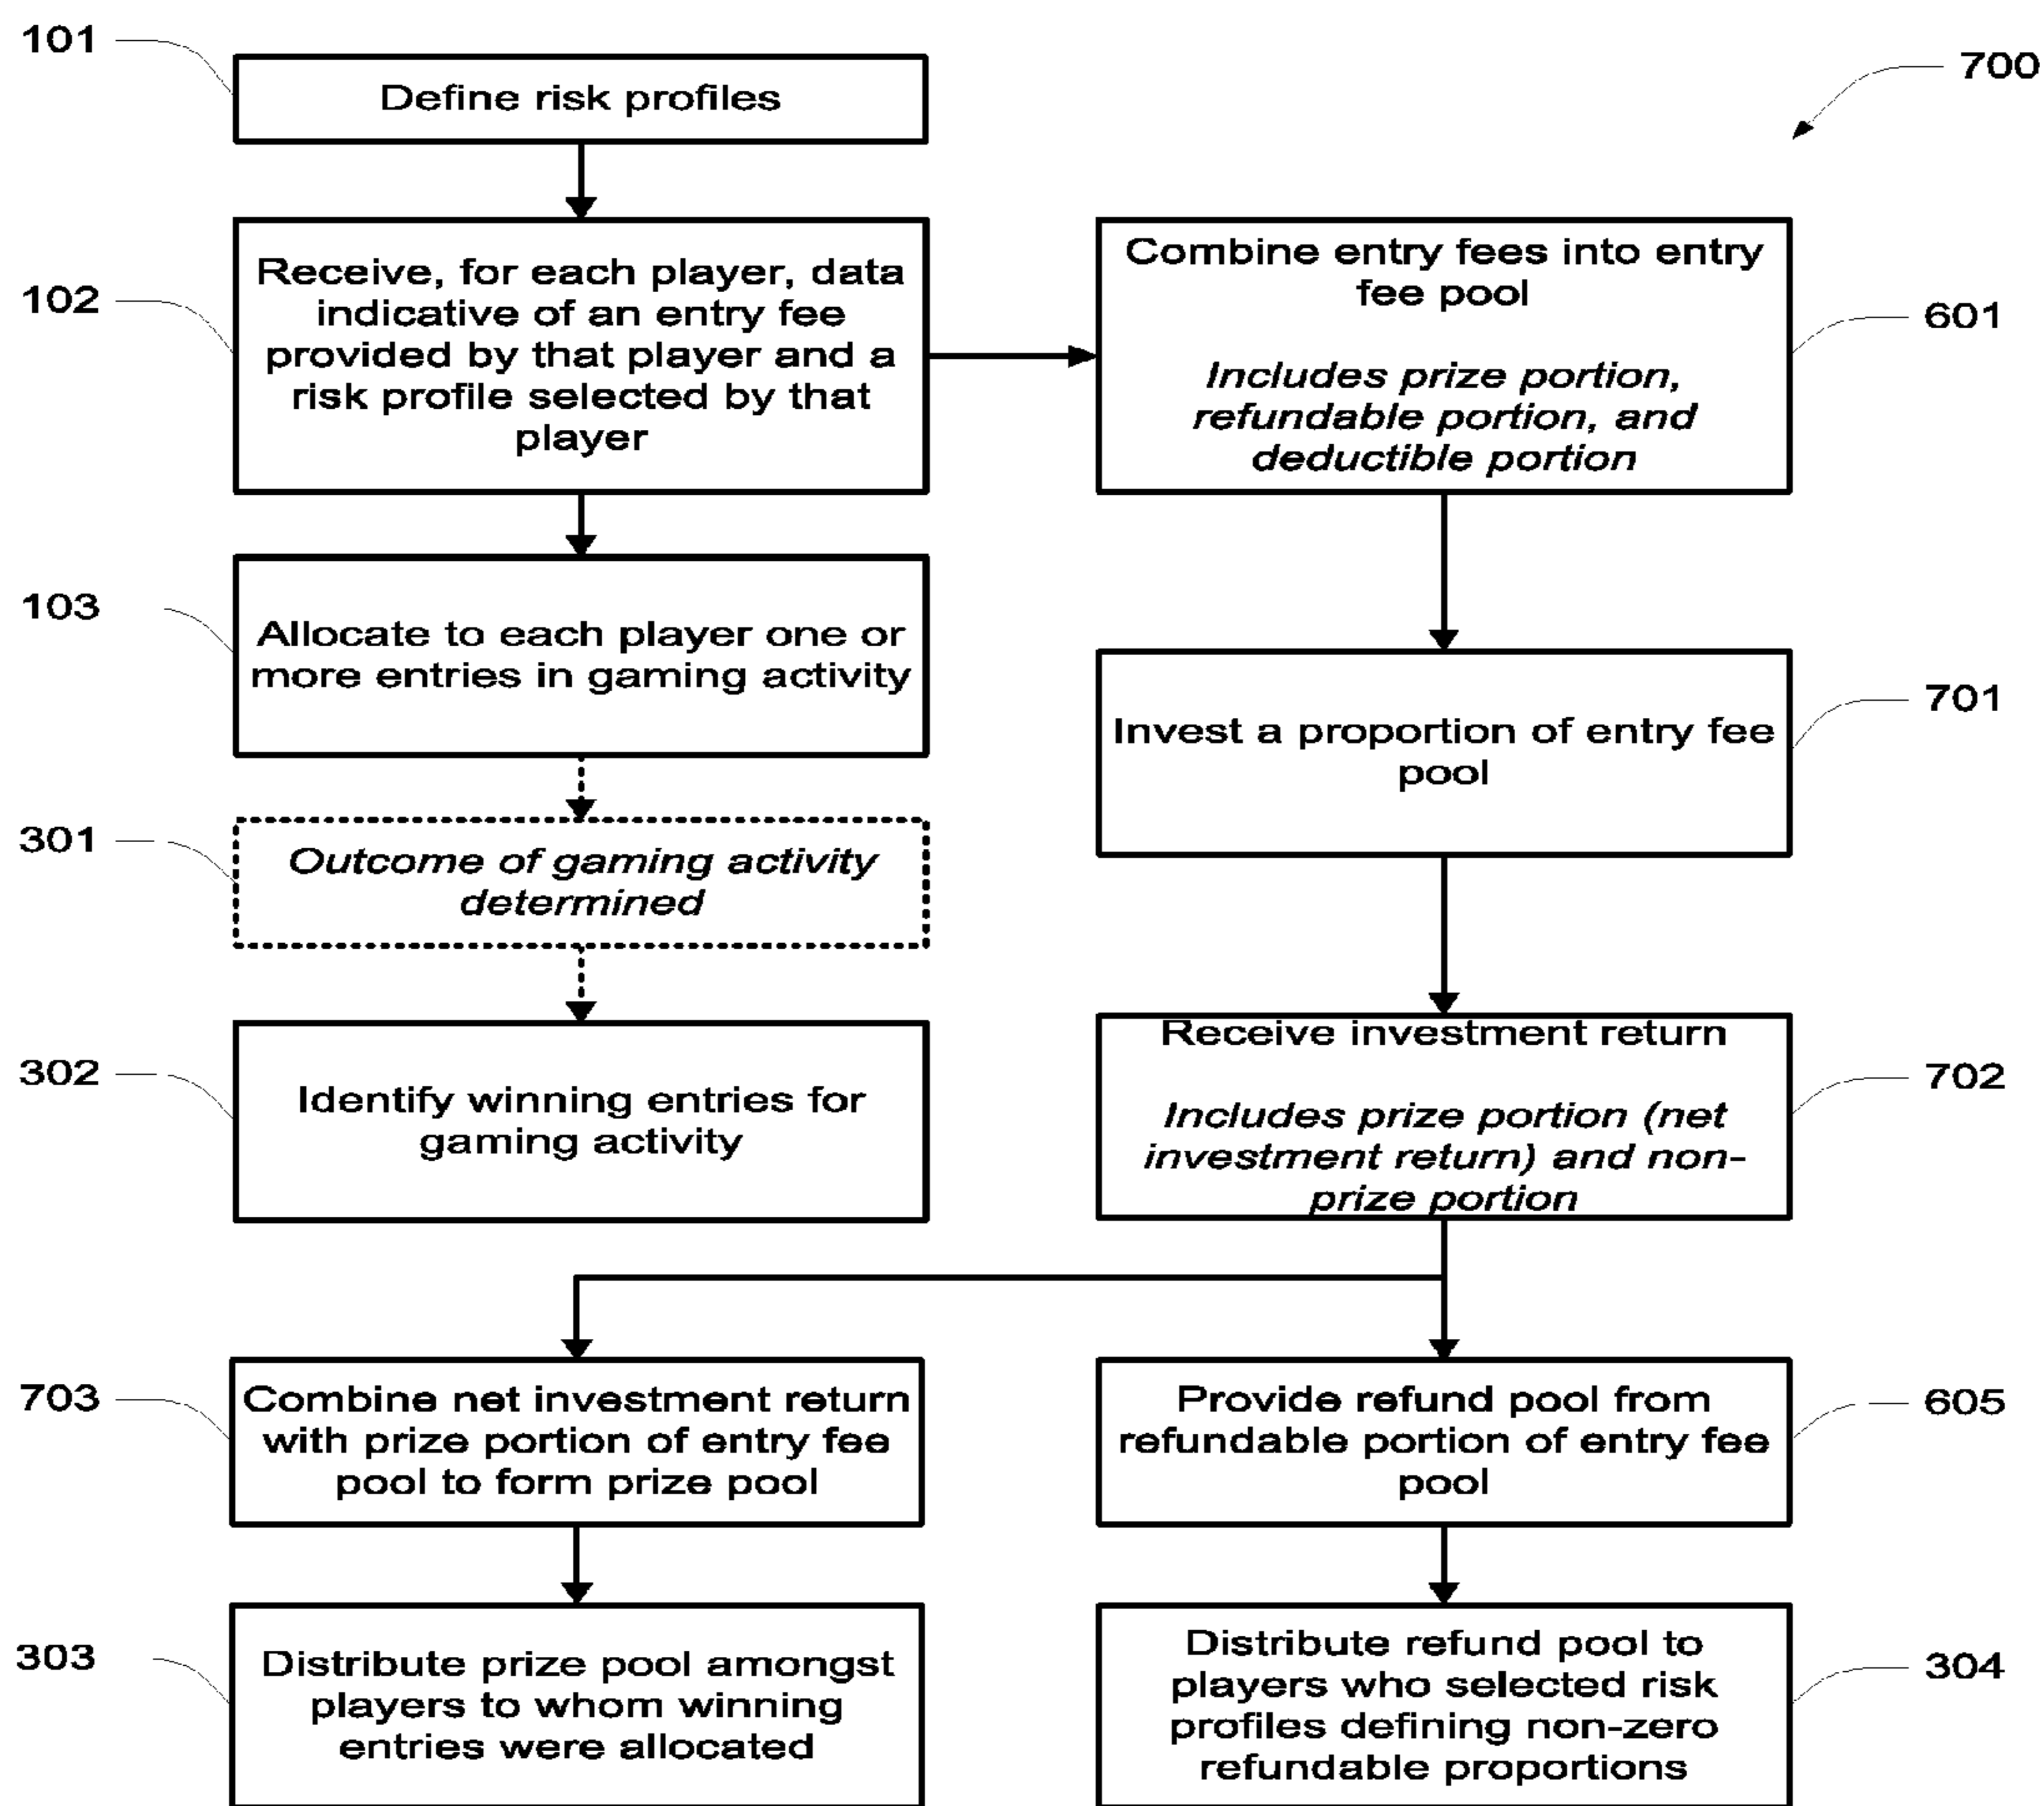 101
Define risk profiles
700
102
Receive, for each player, data
indicative of an entry fee
provided by that player and a
risk profile selected by that
player
Combine entry fees into entry
fee pool
Includes prize portion,
refundable portion, and
deductible portion
601
103
Allocate to each player one or
more entries in gaming activity
Invest a proportion of entry fee
pool
701
301
Outcome of gaming activity
determined
302
Identify winning entries for
gaming activity
Receive investment return
Includes prize portion (net
investment return) and non-
prize portion
702
703
Combine net investment return
with prize portion of entry fee
pool to form prize pool
Provide refund pool from
refundable portion of entry fee
pool
605
303
Distribute prize pool amongst
players to whom winning
entries were allocated
Distribute refund pool to
players who selected risk
profiles defining non-zero
refundable proportions
304